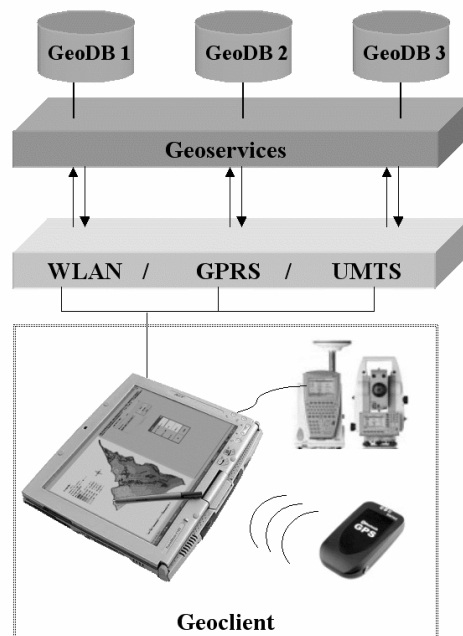 GeoDB 1 GeoDB 2 GeoDB 3
Geoservices
WLAN / GPRS / UMTS
GPS
Geoclient